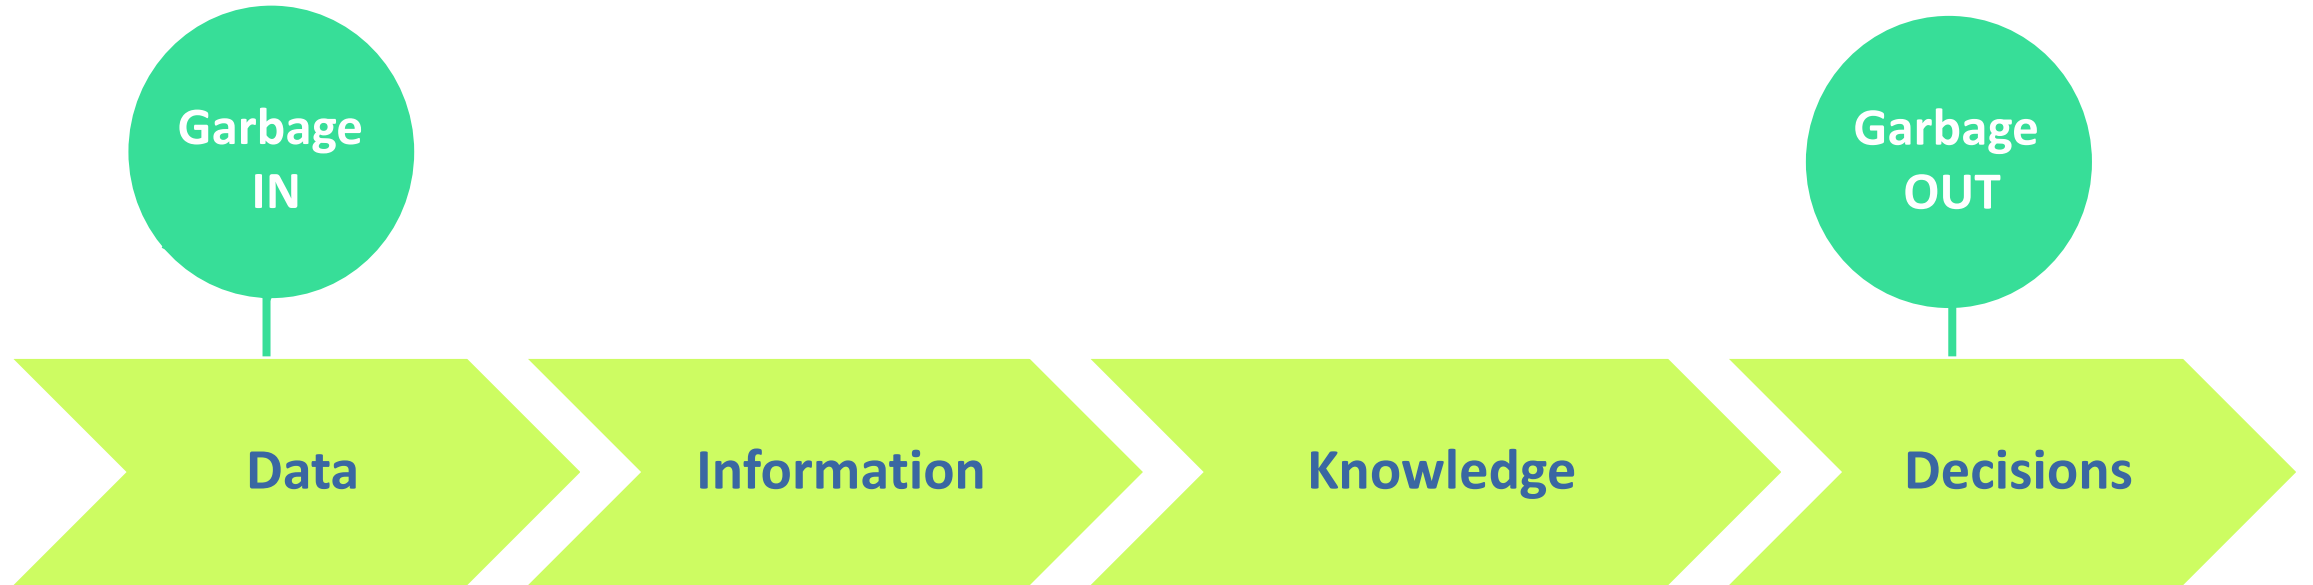 Garbage
IN
Garbage
OUT
Data
Information
Knowledge
Decisions